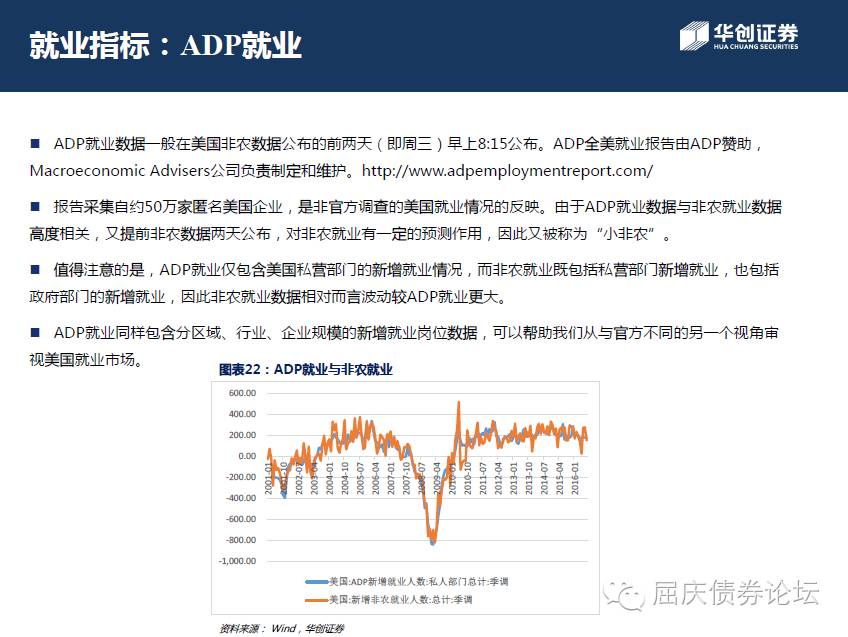 就业指标：ADP就业
华创证券
HUA CHUANG SECURITIES
■ ADP就业数据一般在美国非农数据公布的前两天（即周三）早上8:15公布。ADP全美就业报告由ADP赞助，
Macroeconomic Advisers公司负责制定和维护。http://www.adpemploymentreport.com/
■ 报告采集自约50万家匿名美国企业，是非官方调查的美国就业情况的反映。由于ADP就业数据与非农就业数据
高度相关，又提前非农数据两天公布，对非农就业有一定的预测作用，因此又被称为“小非农”。
■ 值得注意的是，ADP就业仅包含美国私营部门的新增就业情况，而非农就业既包括私营部门新增就业，也包括
政府部门的新增就业，因此非农就业数据相对而言波动较ADP就业更大。
■ ADP就业同样包含分区域、行业、企业规模的新增就业岗位数据，可以帮助我们从与官方不同的另一个视角审
视美国就业市场。
图表22：ADP就业与非农就业
600.00
400.00
200.00
0.00
-200.00
-400.00
-600.00
-800.00
-1,000.00
2001-01
2002-07
2004-01
2004-10
2005-07
2006-04
2007-01
2007-10
2009-04
2010-10
2011-07
2012-04
2013-01
2013-10
2014-07
2015-04
2016-01
美国:ADP新增就业人数:私人部门总计:季调
美国:新增非农就业人数:总计:季调
资料来源： Wind，华创证券
屈庆债券论坛